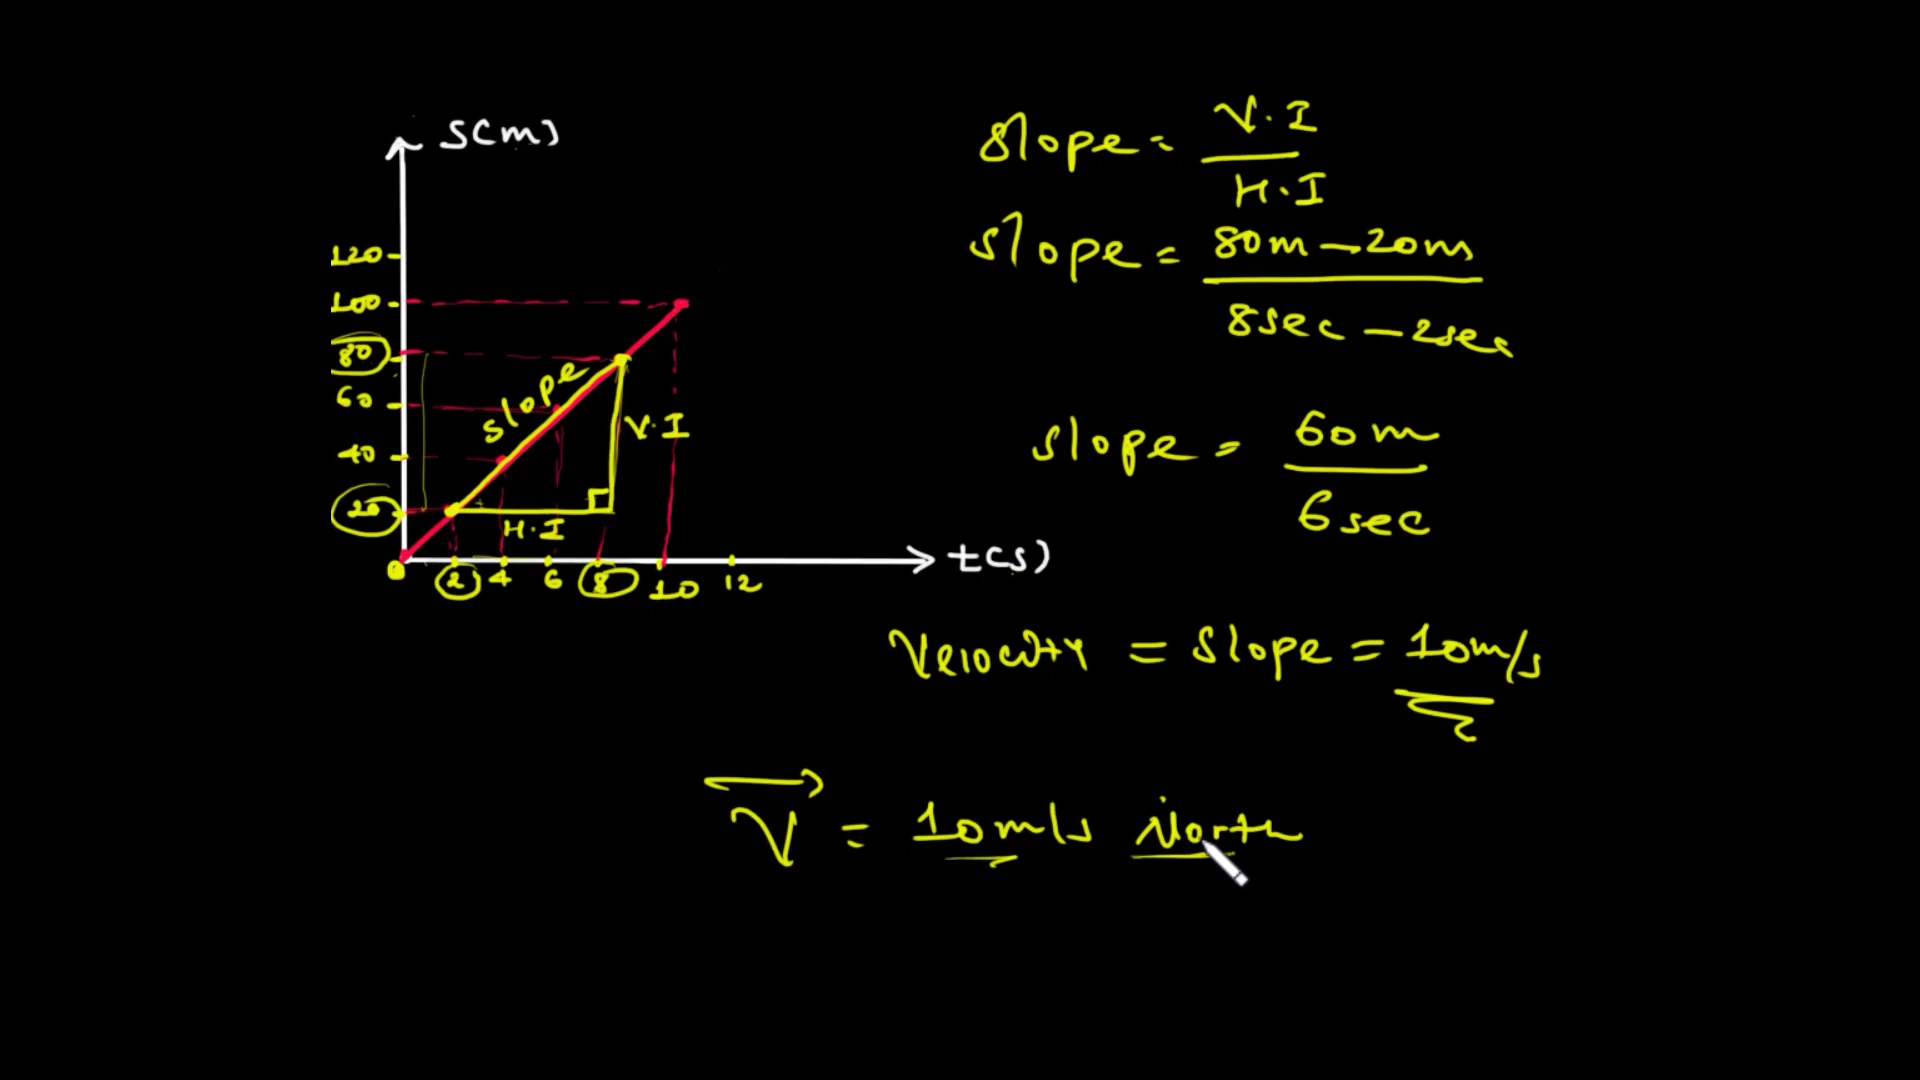 S(m)
120
100
80
60
40
20
0
2 4 6 8 10 12
t(s)
slope
V.I
H.I
slope = V.I / H.I
slope = 80m - 20m / 8sec - 2sec
slope = 60m / 6sec
Velocity = slope = 10m/s
V = 10m/s North